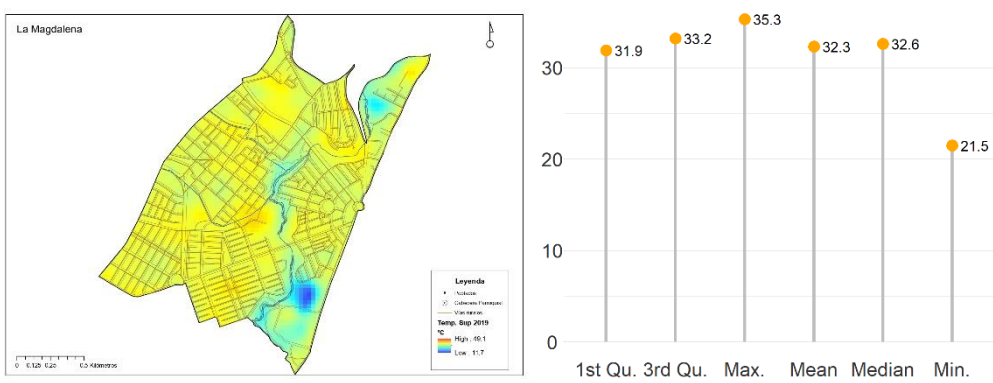 La Magdalena
Leyenda
Poblados
Cabecera Parroquial
Vías rurales
Temp. Sup 2019
°C
High : 49.1
Low : 11.7
0 0.125 0.25 0.5 Kilómetros
30
20
10
0
31.9
33.2
35.3
32.3
32.6
21.5
1st Qu. 3rd Qu. Max. Mean Median Min.